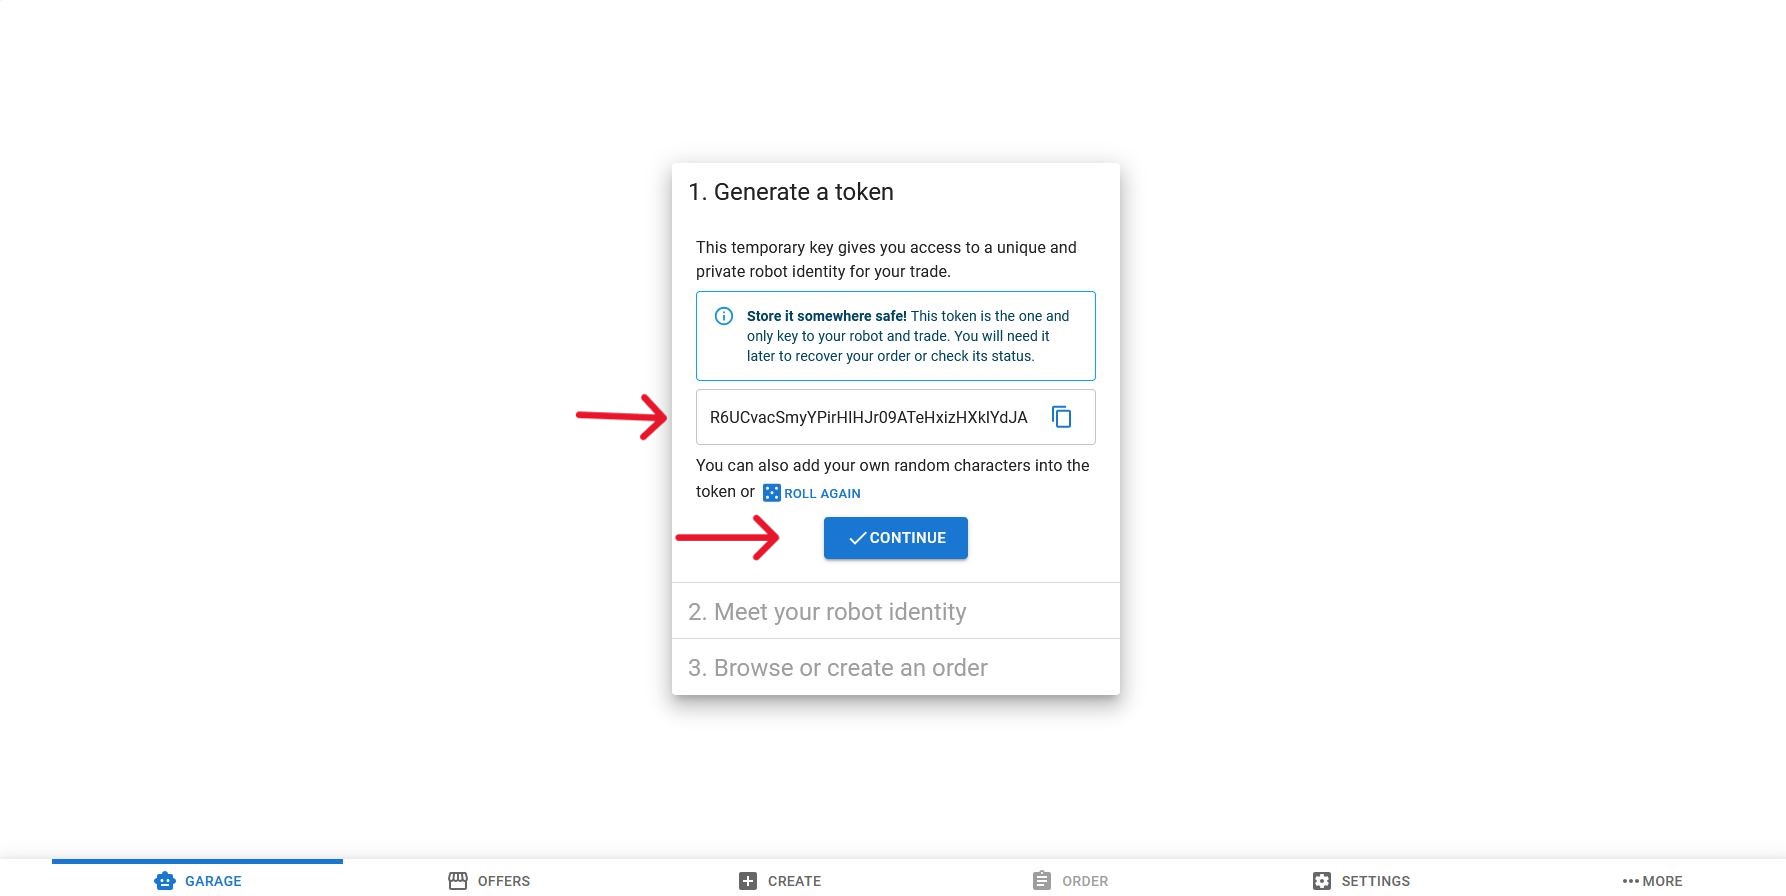 1. Generate a token
This temporary key gives you access to a unique and
private robot identity for your trade.
Store it somewhere safe! This token is the one and
only key to your robot and trade. You will need it
later to recover your order or check its status.
R6UCvacSmyYPirHIHJr09ATeHxizHXklYdJA
You can also add your own random characters into the
token or ROLL AGAIN
CONTINUE
2. Meet your robot identity
3. Browse or create an order
GARAGE OFFERS CREATE ORDER SETTINGS MORE